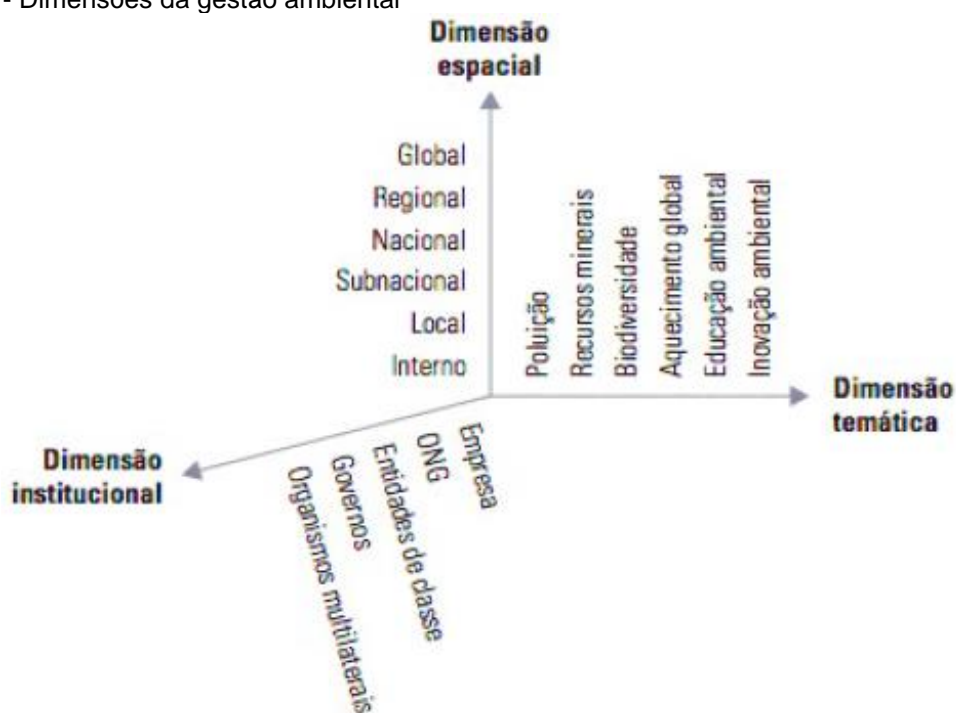 - Dimensões da gestão ambiental
Dimensão
espacial
Global
Regional
Nacional
Subnacional
Local
Interno
Poluição
Recursos minerais
Biodiversidade
Aquecimento global
Educação ambiental
Inovação ambiental
Dimensão
temática
Empresa
ONG
Entidades de classe
Governos
Organismos multilaterais
Dimensão
institucional